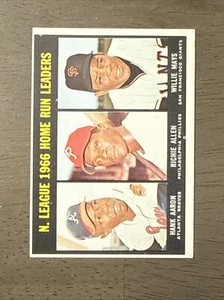 N. LEAGUE 1966 HOME RUN LEADERS
HANK AARON
ATLANTA BRAVES
RICHIE ALLEN
PHILADELPHIA PHILLIES
WILLIE MAYS
SAN FRANCISCO GIANTS